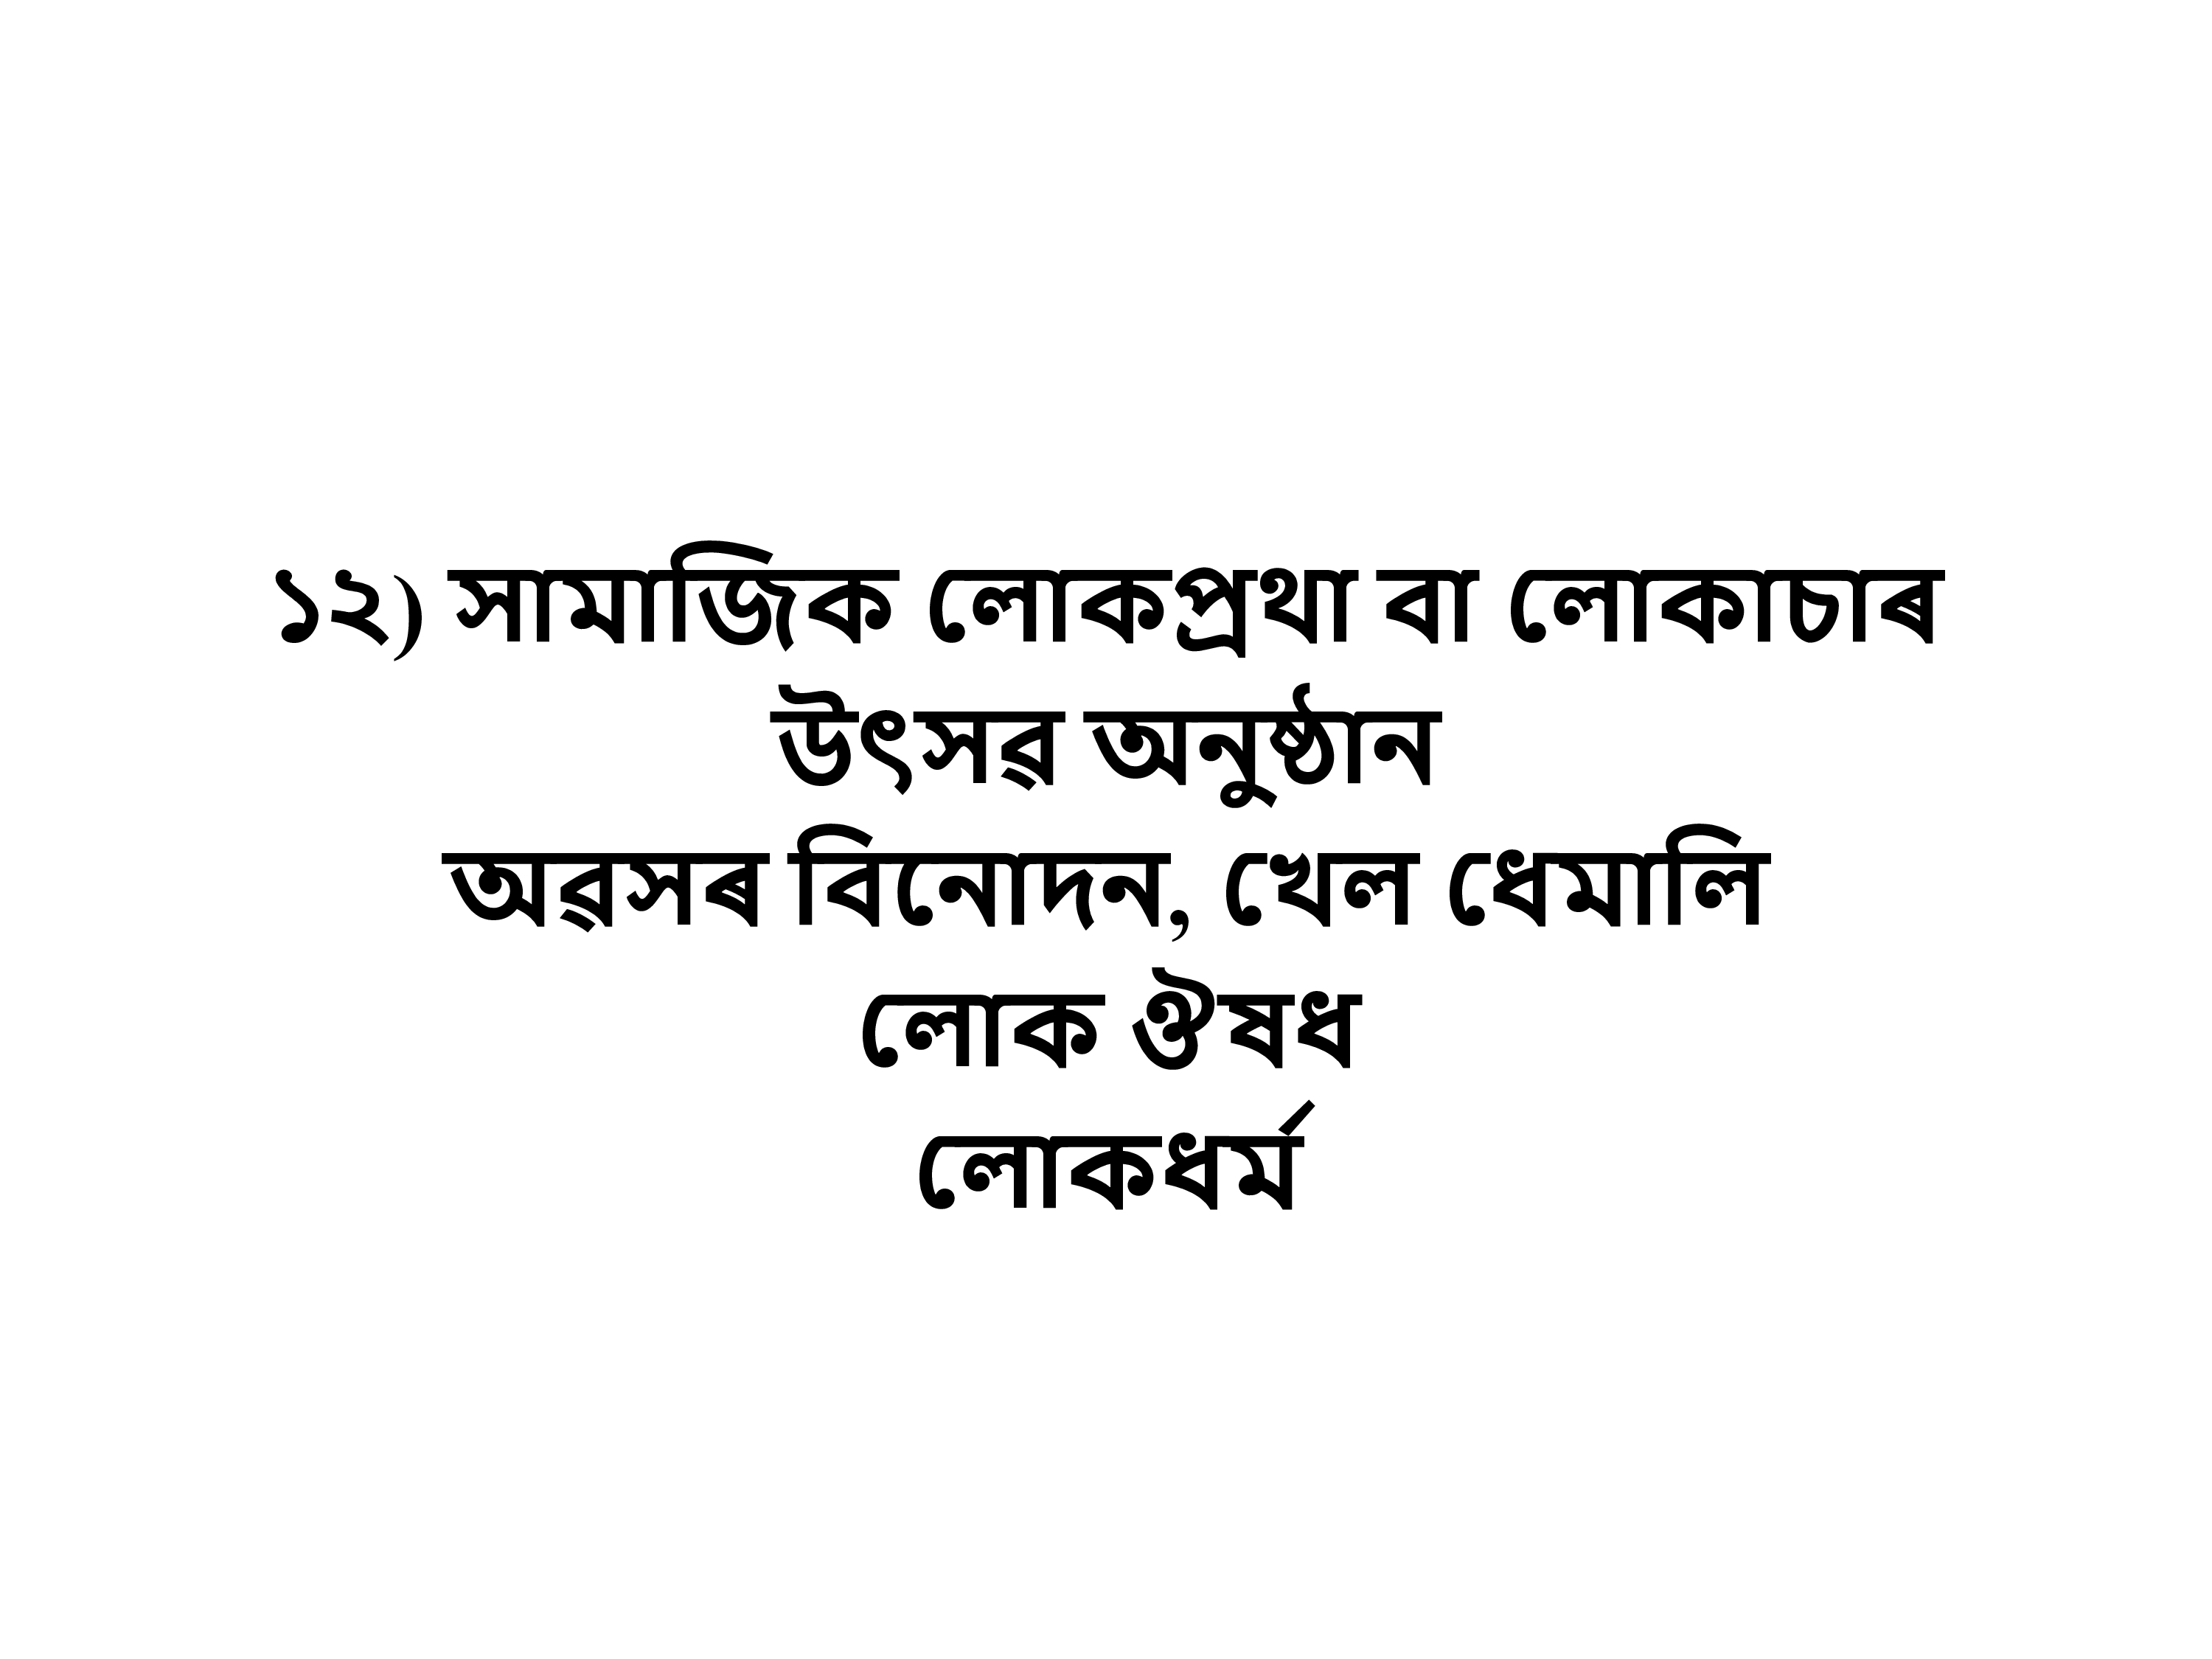 ১২) সামাজিক লোকপ্ৰথা বা লোকাচাৰ
উৎসৱ অনুষ্ঠান
অৱসৰ বিনোদন, খেল ধেমালি
লোক ঔষধ
লোকধৰ্ম